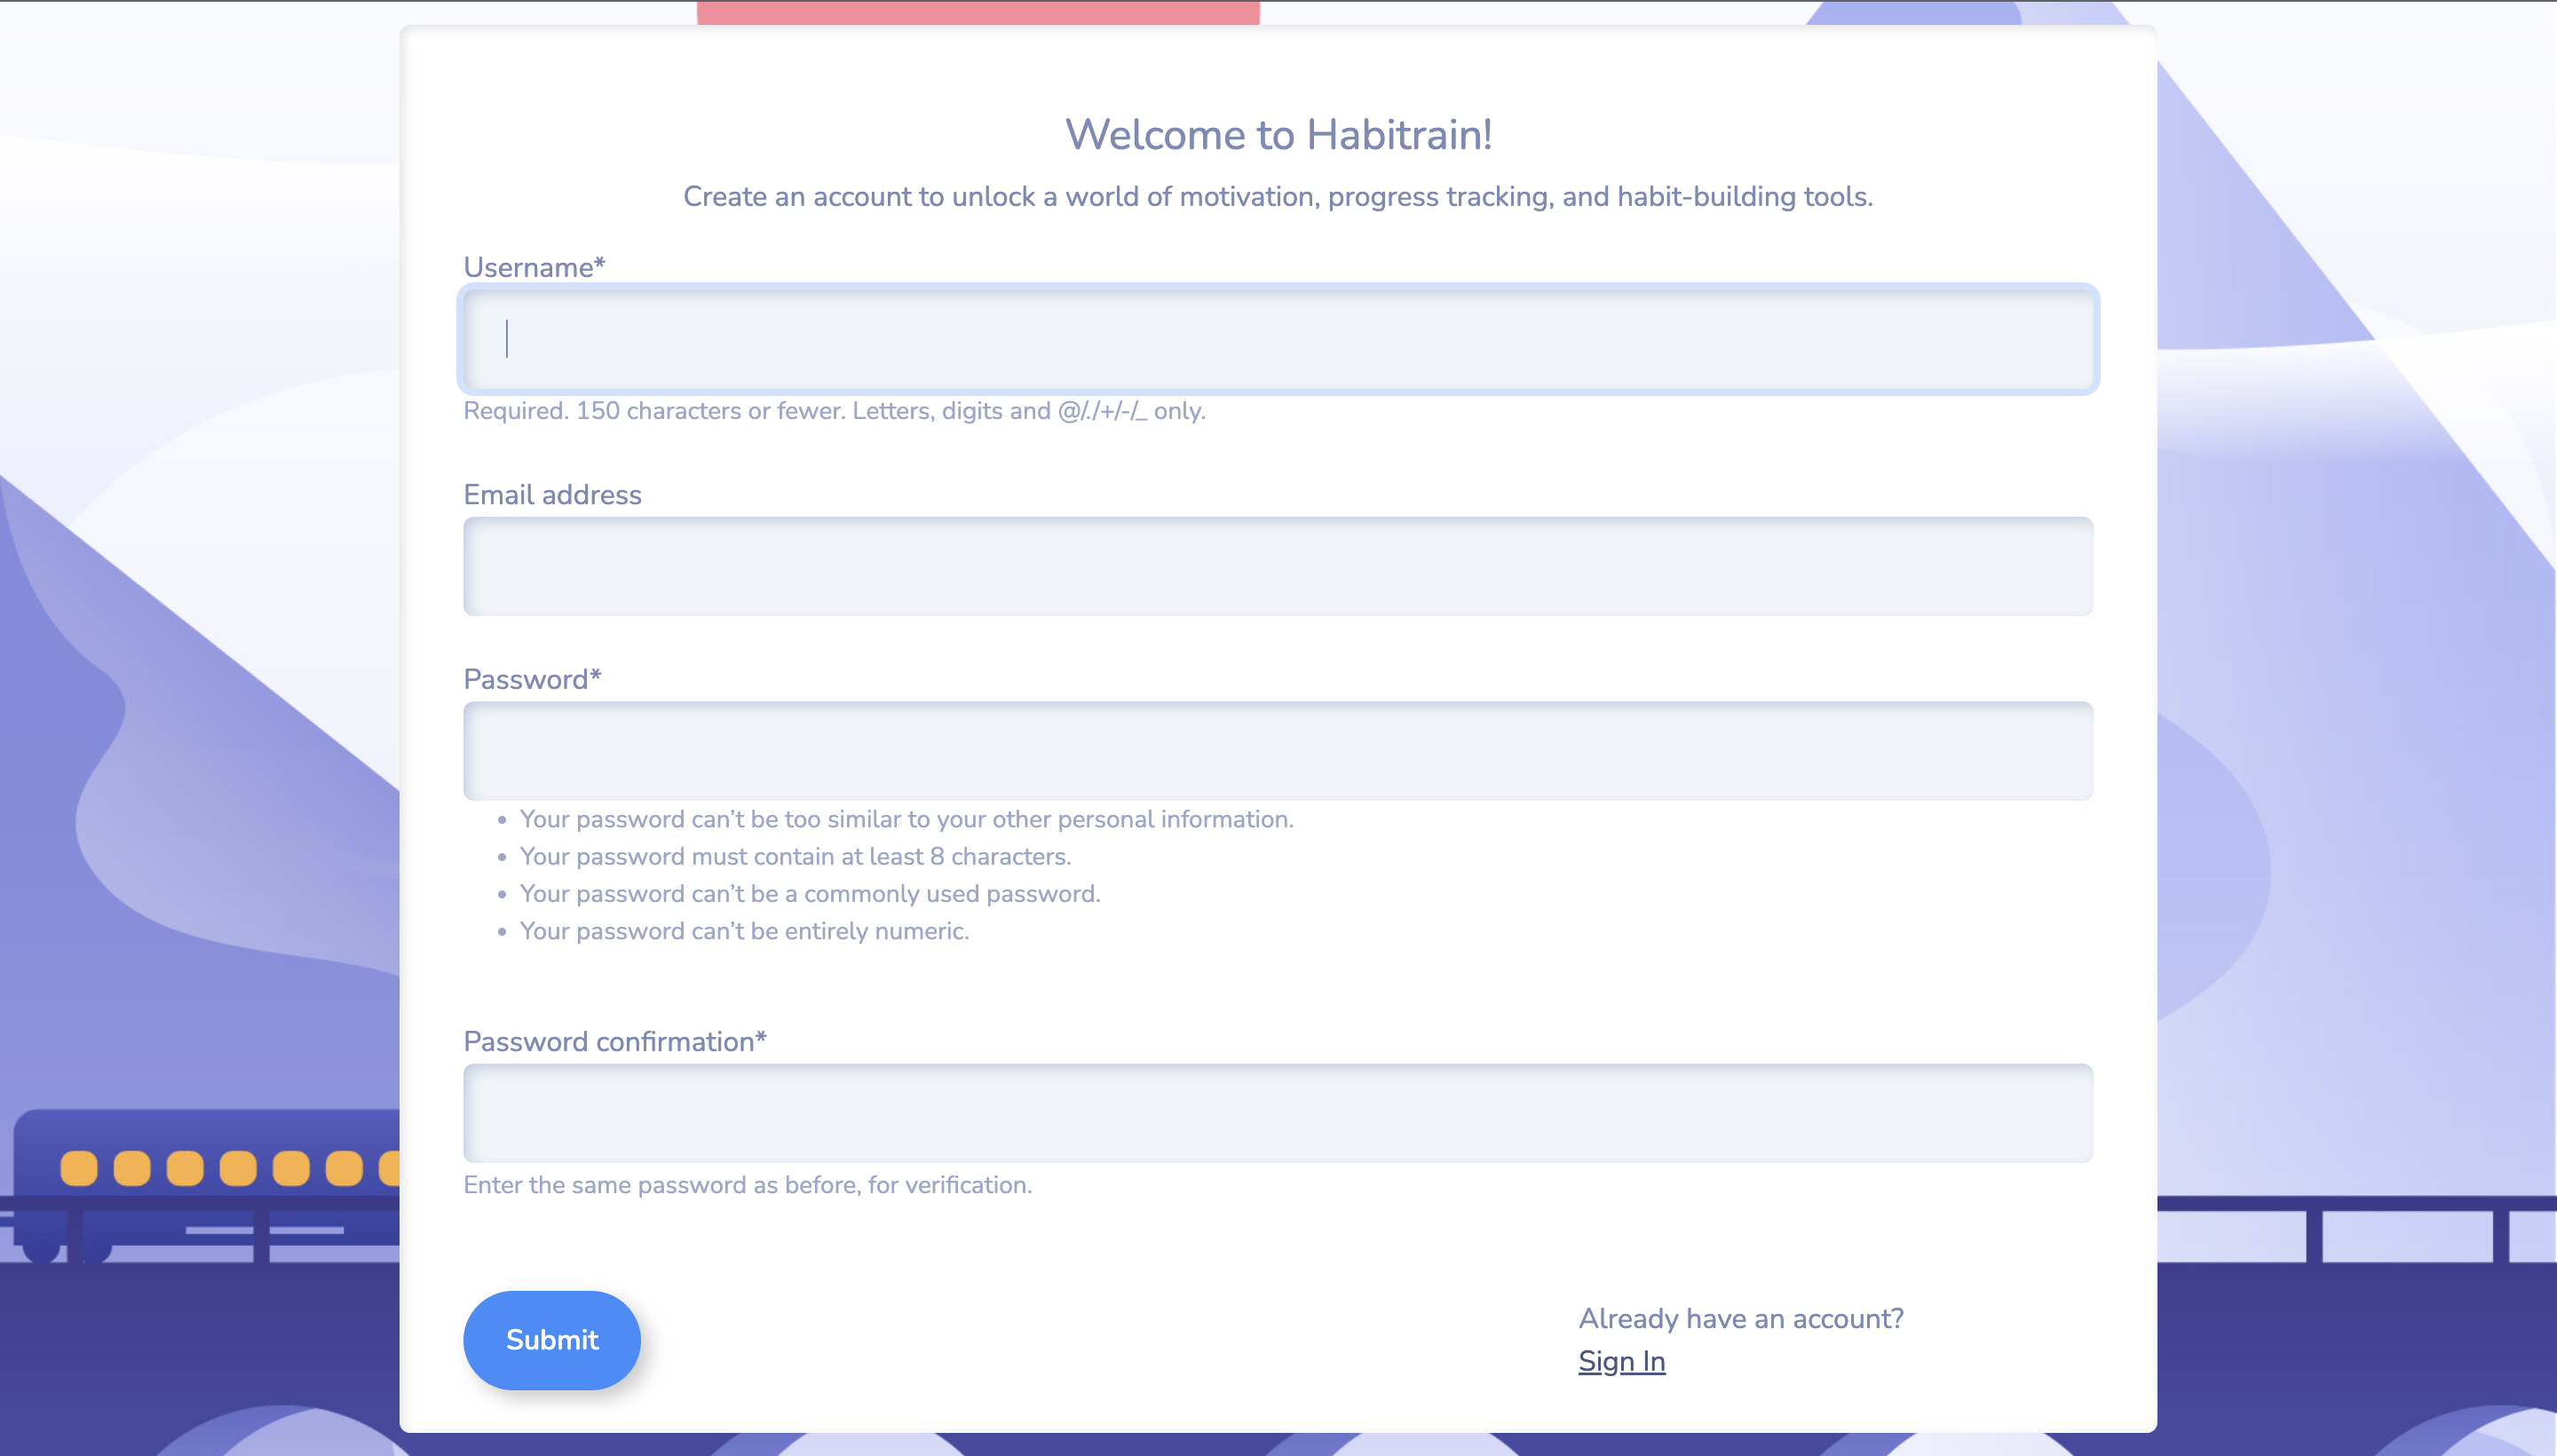 Welcome to Habitrain!
Create an account to unlock a world of motivation, progress tracking, and habit-building tools.
Username*
Required. 150 characters or fewer. Letters, digits and @/./+/-/_ only.
Email address
Password*
• Your password can’t be too similar to your other personal information.
• Your password must contain at least 8 characters.
• Your password can’t be a commonly used password.
• Your password can’t be entirely numeric.
Password confirmation*
Enter the same password as before, for verification.
Submit
Already have an account?
Sign In